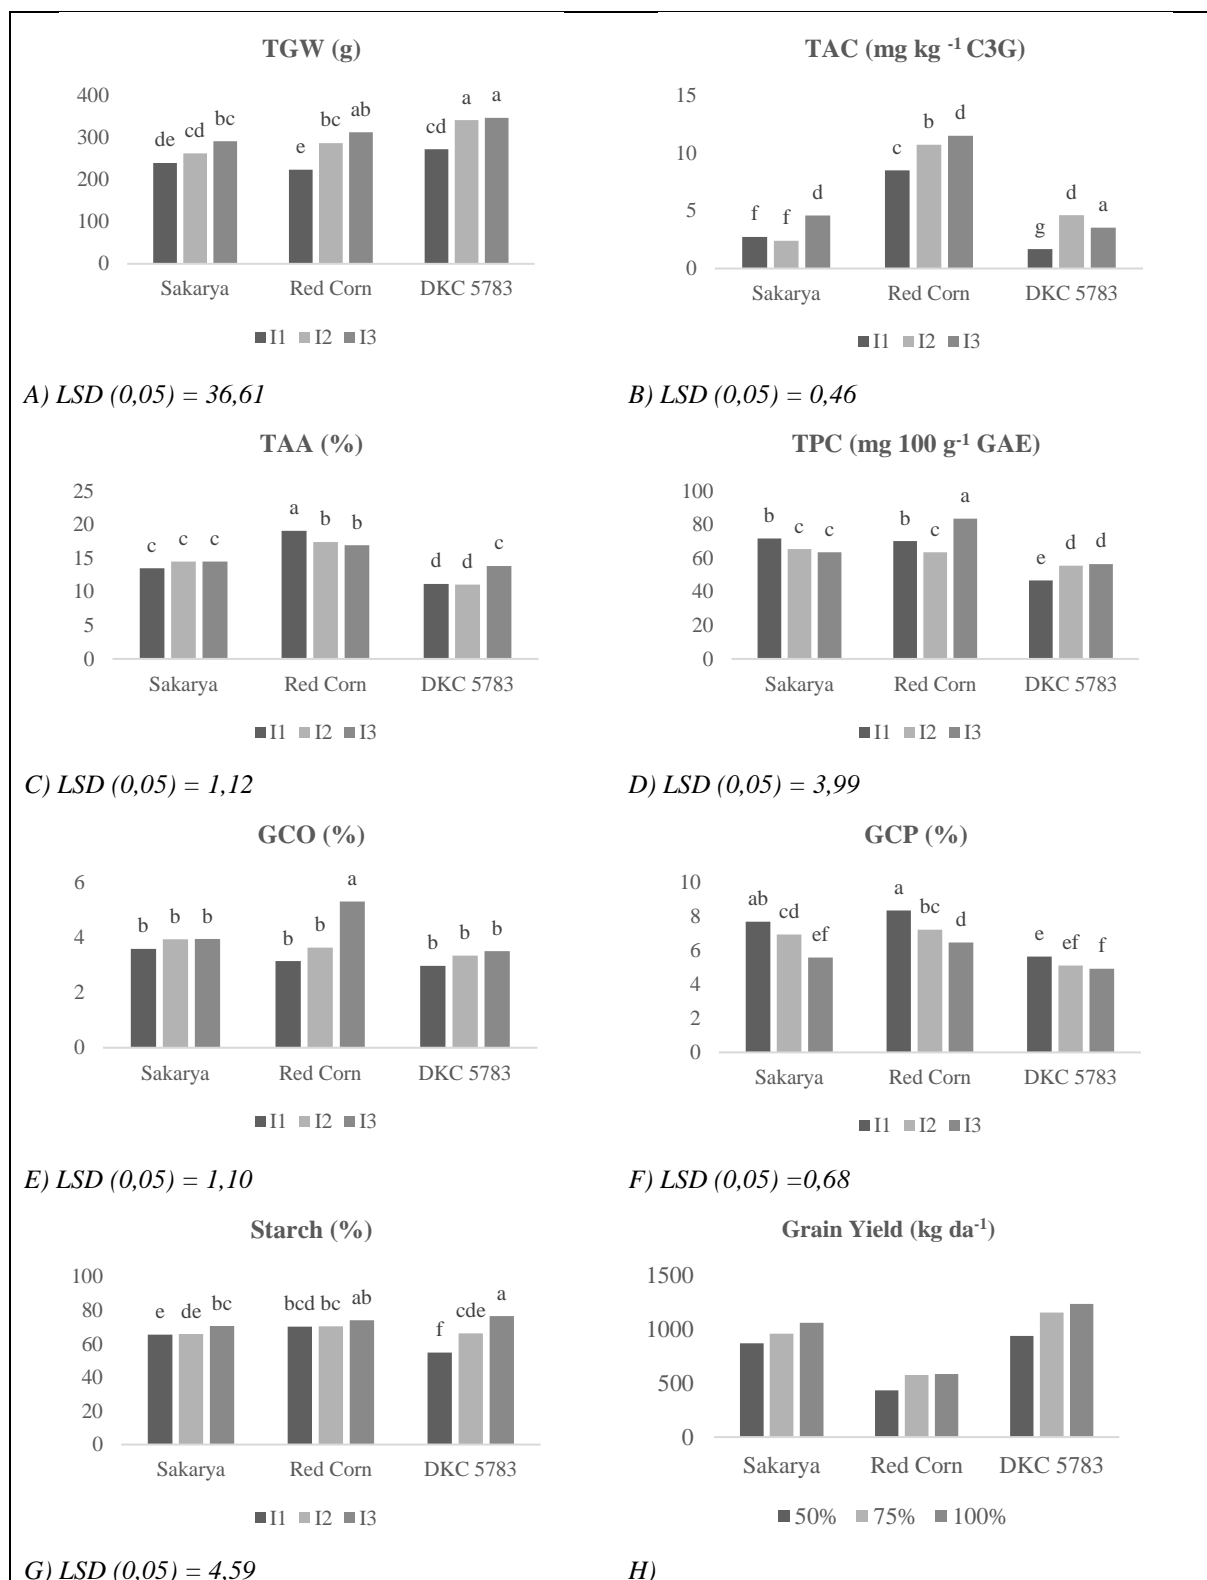 TGW (g)
400
300
200
100
0
de cd bc
e bc ab
cd a a
Sakarya Red Corn DKC 5783
I1 I2 I3
A) LSD (0,05) = 36,61
TAC (mg kg -1 C3G)
15
10
5
0
f f d
c b d
g d a
Sakarya Red Corn DKC 5783
I1 I2 I3
B) LSD (0,05) = 0,46
TAA (%)
25
20
15
10
5
0
c c c
a b b
d d c
Sakarya Red Corn DKC 5783
I1 I2 I3
C) LSD (0,05) = 1,12
TPC (mg 100 g-1 GAE)
100
80
60
40
20
0
b c c
b c a
e d d
Sakarya Red Corn DKC 5783
I1 I2 I3
D) LSD (0,05) = 3,99
GCO (%)
6
4
2
0
b b b
b b a
b b b
Sakarya Red Corn DKC 5783
I1 I2 I3
E) LSD (0,05) = 1,10
GCP (%)
10
8
6
4
2
0
ab cd ef
a bc d
e ef f
Sakarya Red Corn DKC 5783
I1 I2 I3
F) LSD (0,05) =0,68
Starch (%)
100
80
60
40
20
0
e de bc
bcd bc ab
f cde a
Sakarya Red Corn DKC 5783
I1 I2 I3
G) LSD (0,05) = 4,59
Grain Yield (kg da-1)
1500
1000
500
0
Sakarya Red Corn DKC 5783
50% 75% 100%
H)